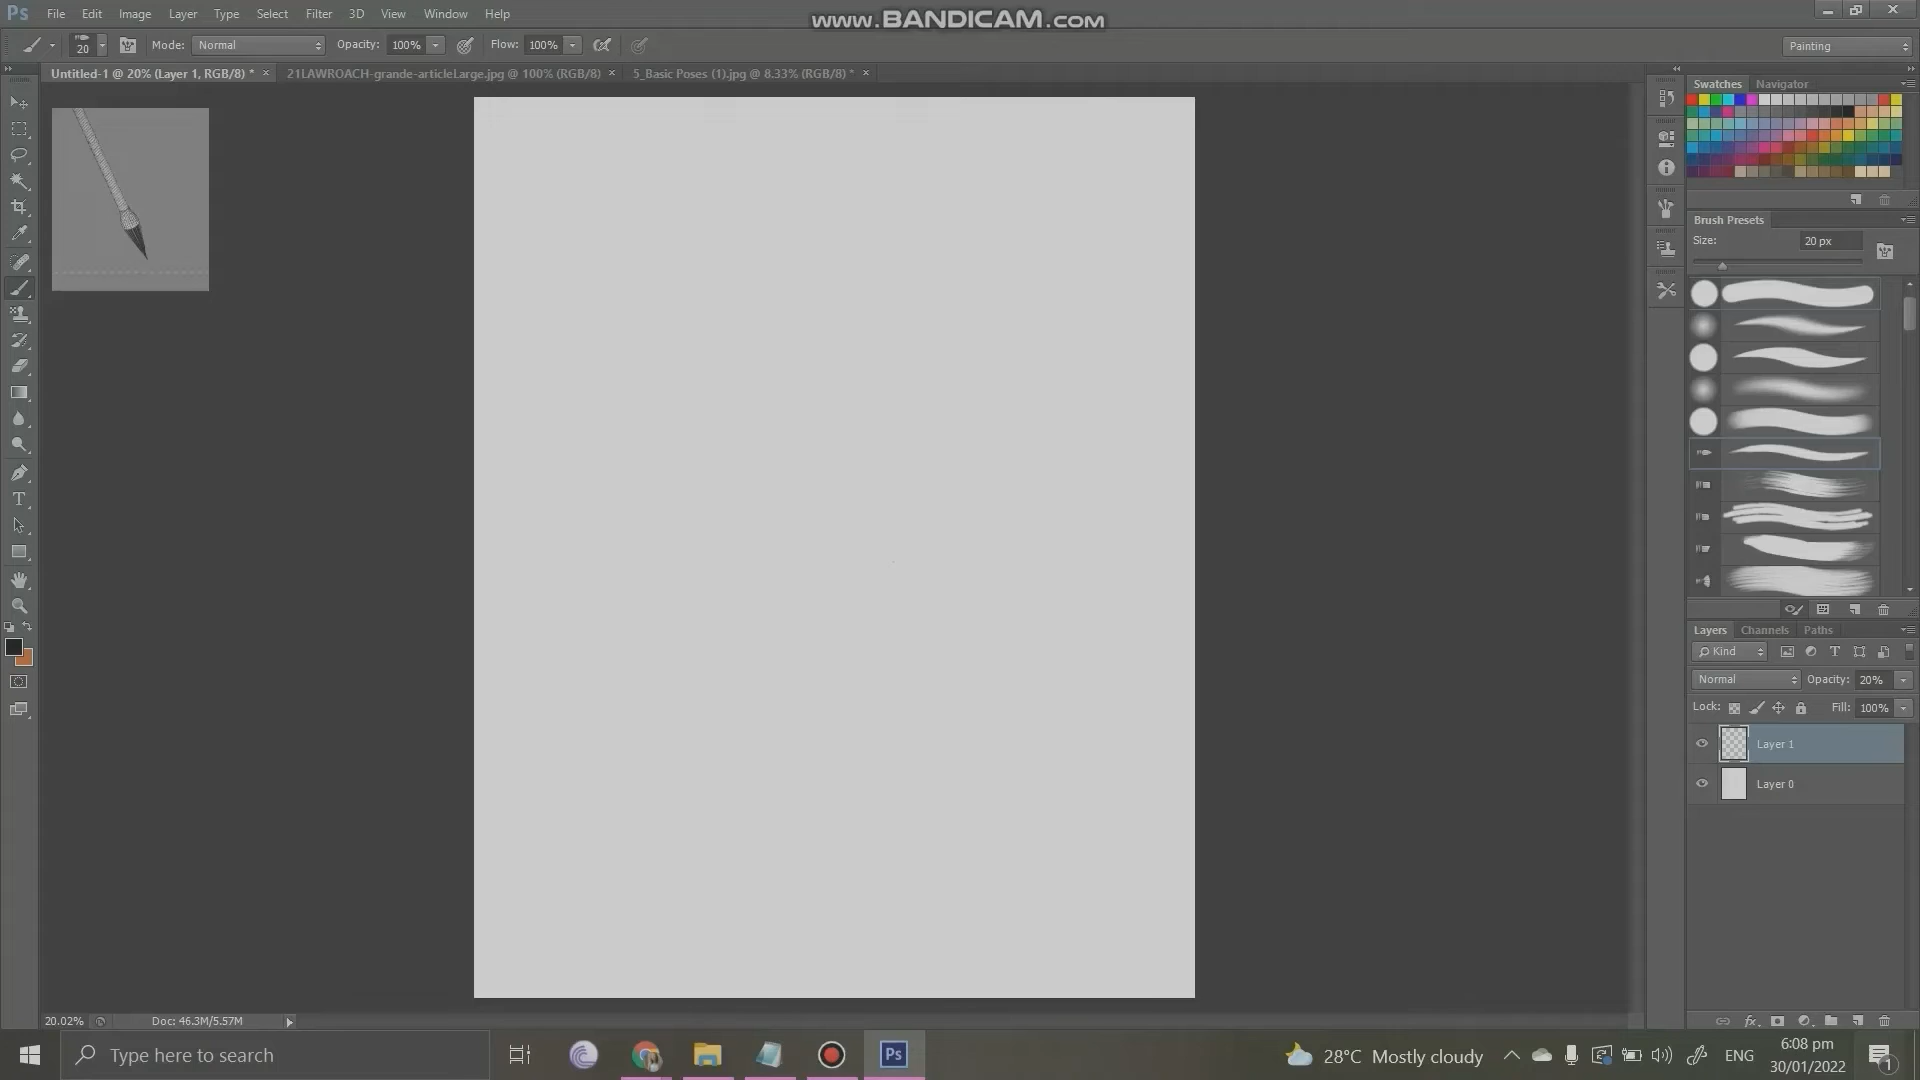 Ps File Edit Image Layer Type Select Filter 3D View Window Help
www.BANDICAM.com
20 Mode: Normal Opacity: 100% Flow: 100% Painting
Untitled-1 @ 20% (Layer 1, RGB/8) * × 21LAWROACH-grande-articleLarge.jpg @ 100% (RGB/8) × 5_Basic Poses (1).jpg @ 8.33% (RGB/8) * ×
Swatches Navigator
Brush Presets
Size: 20 px
Layers Channels Paths
Kind
Normal Opacity: 20%
Lock: Fill: 100%
Layer 1
Layer 0
20.02% Doc: 46.3M/5.57M
Type here to search
Ps
28°C Mostly cloudy
ENG
6:08 pm
30/01/2022
1